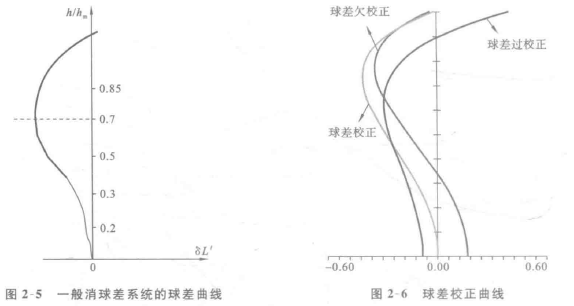 h/hₘ
0.85
0.7
0.5
0.3
0.2
0
δL′
图 2-5 一般消球差系统的球差曲线
球差欠校正
球差过校正
球差校正
-0.60
0.00
0.60
图 2-6 球差校正曲线